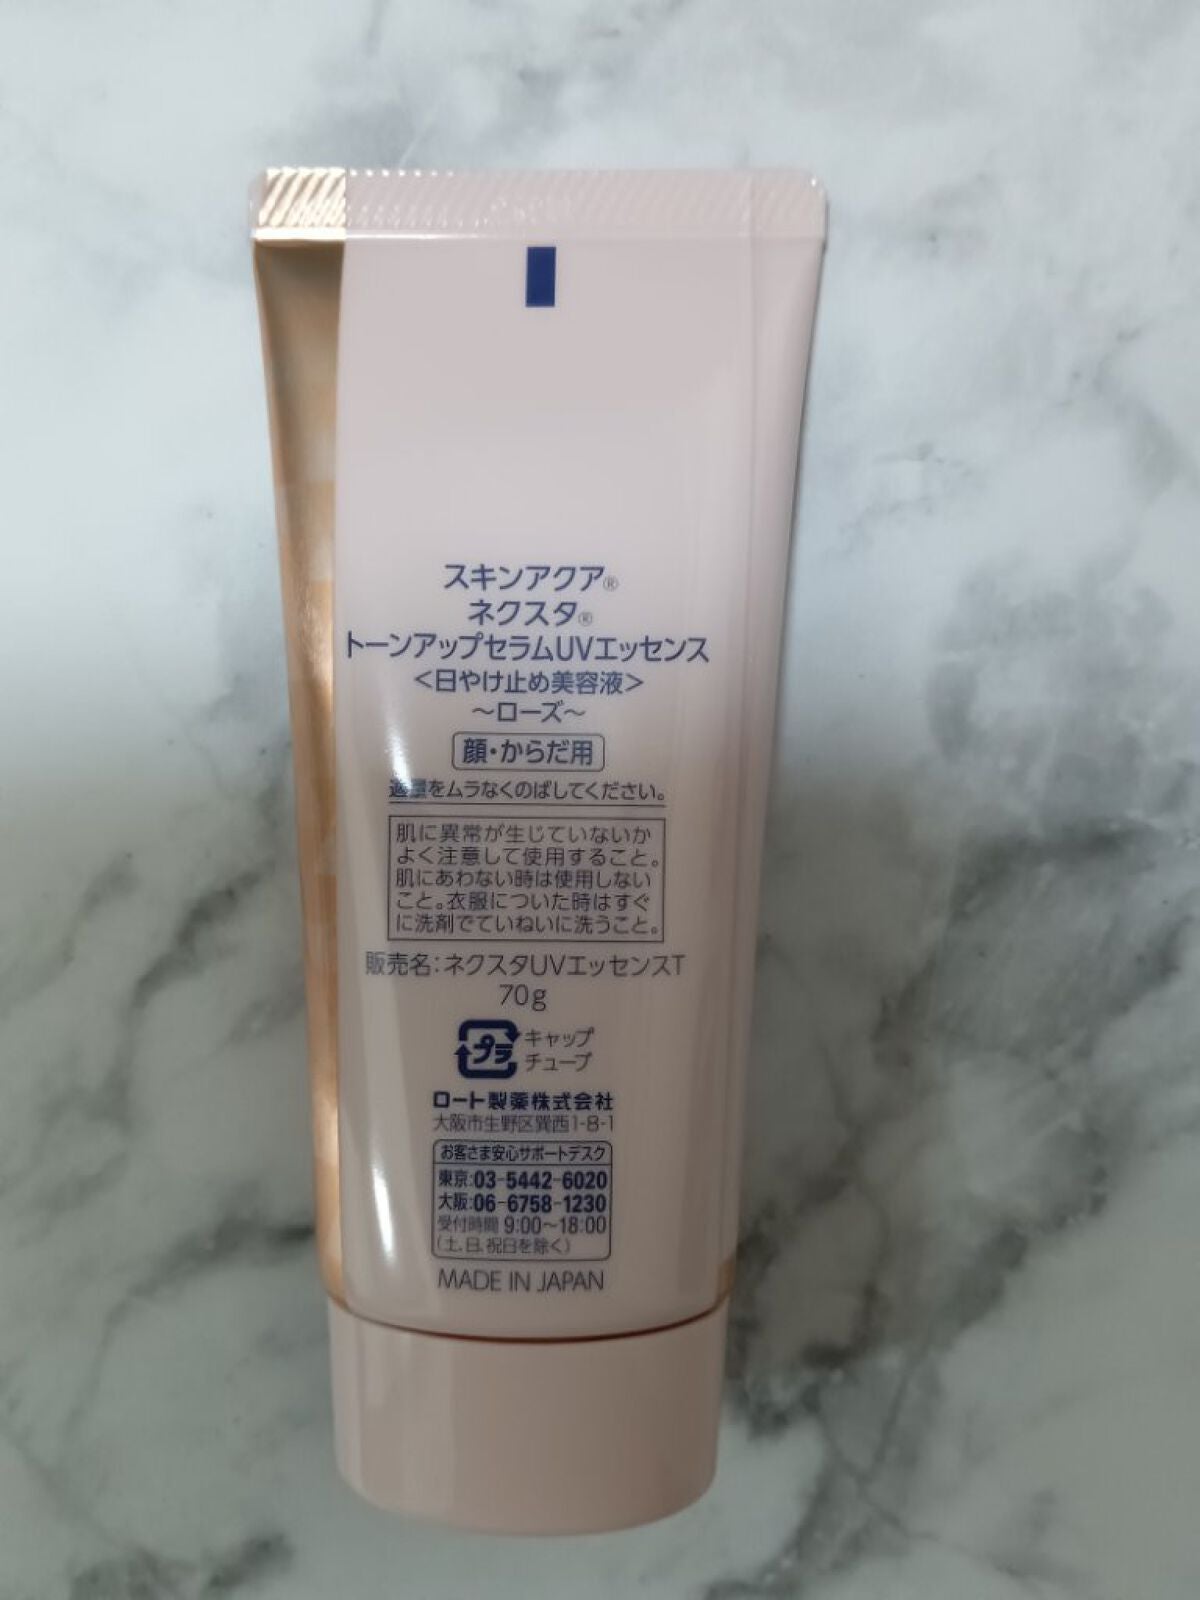 スキンアクア®
ネクスタ®
トーンアップセラムUVエッセンス
<日やけ止め美容液>
～ローズ～
顔・からだ用
適量をムラなくのばしてください。
肌に異常が生じていないか
よく注意して使用すること。
肌にあわない時は使用しない
こと。衣服についた時はすぐ
に洗剤でていねいに洗うこと。
販売名:ネクスタUVエッセンスT
70g
プラ
キャップ
チューブ
ロート製薬株式会社
大阪市生野区巽西1-8-1
お客さま安心サポートデスク
東京:03-5442-6020
大阪:06-6758-1230
受付時間 9:00～18:00
(土、日、祝日を除く)
MADE IN JAPAN